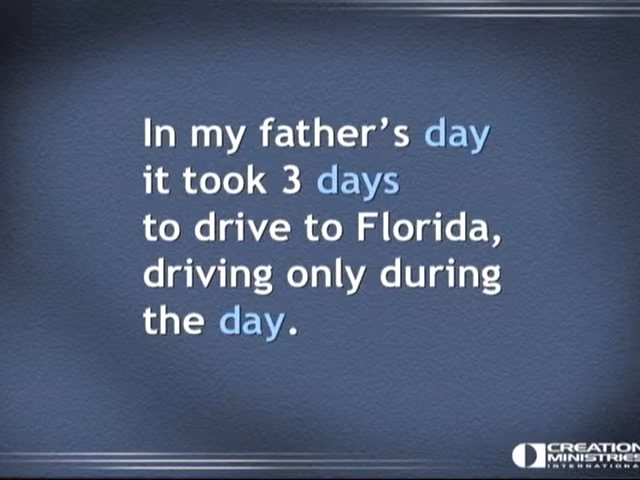 In my father's day
it took 3 days
to drive to Florida,
driving only during
the day.
CREATION
MINISTRIES
INTERNATIONAL